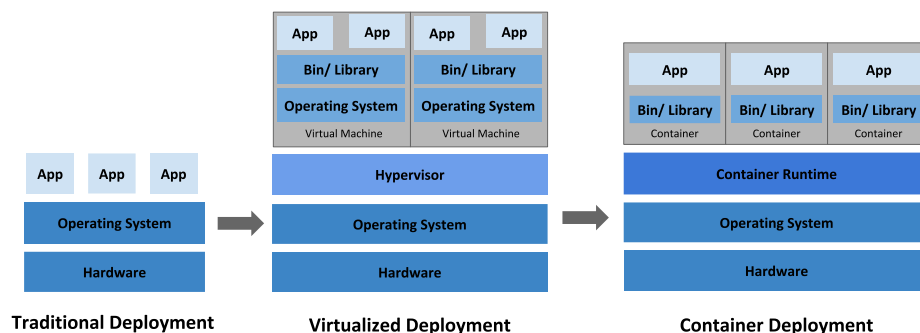 App App App
Operating System
Hardware
Traditional Deployment
App App App App
Bin/ Library Bin/ Library
Operating System Operating System
Virtual Machine Virtual Machine
Hypervisor
Operating System
Hardware
Virtualized Deployment
App App App
Bin/ Library Bin/ Library Bin/ Library
Container Container Container
Container Runtime
Operating System
Hardware
Container Deployment